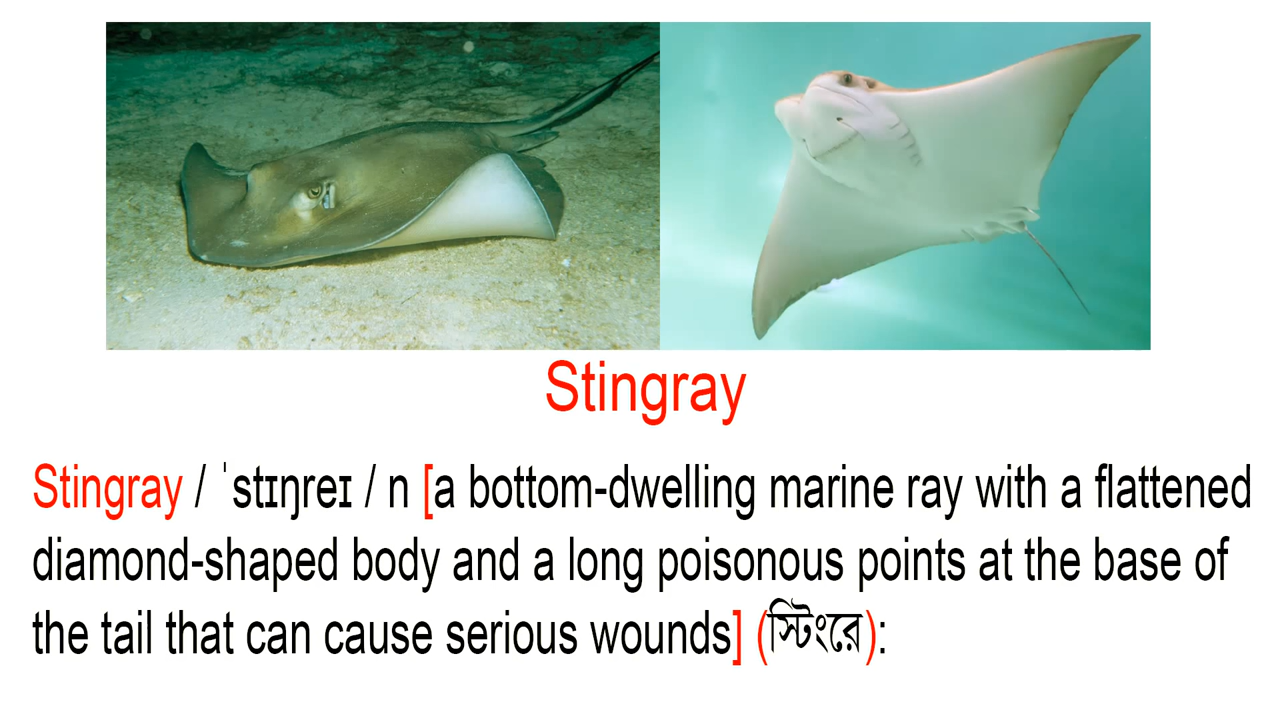 Stingray
Stingray / ˈstɪŋreɪ / n [a bottom-dwelling marine ray with a flattened
diamond-shaped body and a long poisonous points at the base of
the tail that can cause serious wounds] (স্টিংরে):